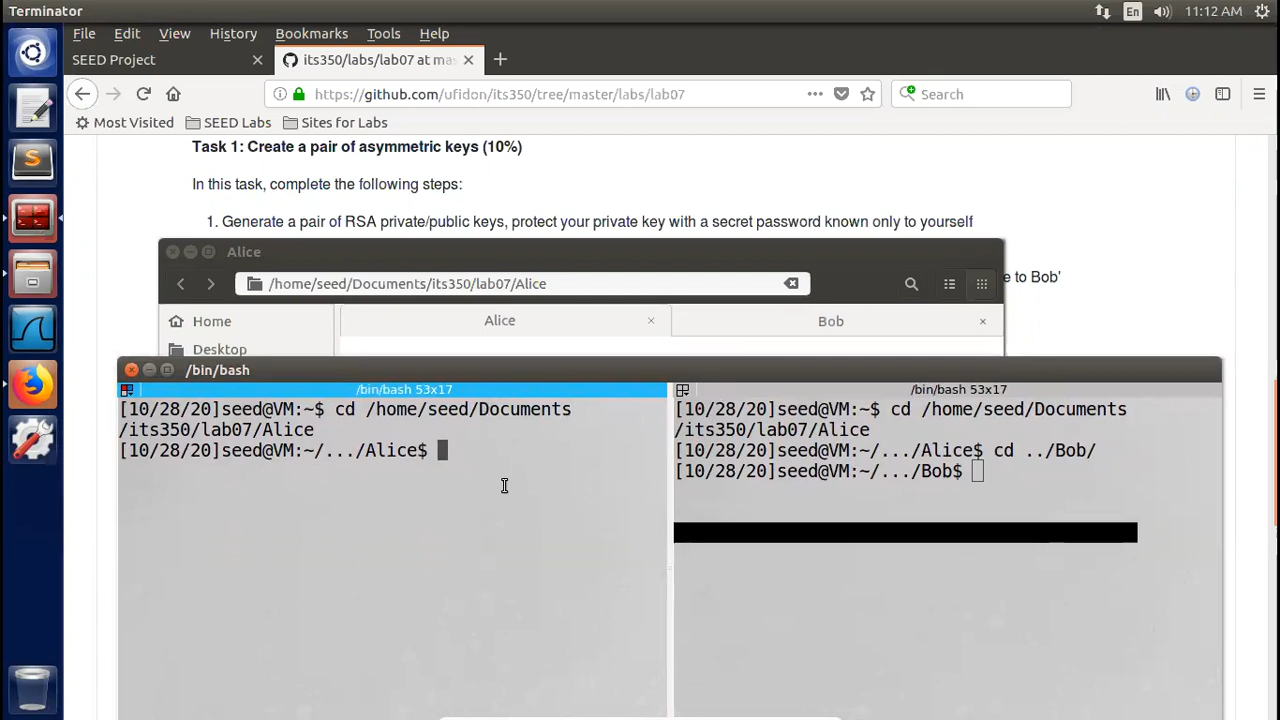 Terminator
En
11:12 AM
File Edit View History Bookmarks Tools Help
SEED Project
its350/labs/lab07 at mas
https://github.com/ufidon/its350/tree/master/labs/lab07
Search
Most Visited SEED Labs Sites for Labs
Task 1: Create a pair of asymmetric keys (10%)
In this task, complete the following steps:
1. Generate a pair of RSA private/public keys, protect your private key with a secret password known only to yourself
Alice
e to Bob'
/home/seed/Documents/its350/lab07/Alice
Home
Alice
Bob
Desktop
/bin/bash
/bin/bash 53x17
[10/28/20]seed@VM:~$ cd /home/seed/Documents
/its350/lab07/Alice
[10/28/20]seed@VM:~/.../Alice$
/bin/bash 53x17
[10/28/20]seed@VM:~$ cd /home/seed/Documents
/its350/lab07/Alice
[10/28/20]seed@VM:~/.../Alice$ cd ../Bob/
[10/28/20]seed@VM:~/.../Bob$